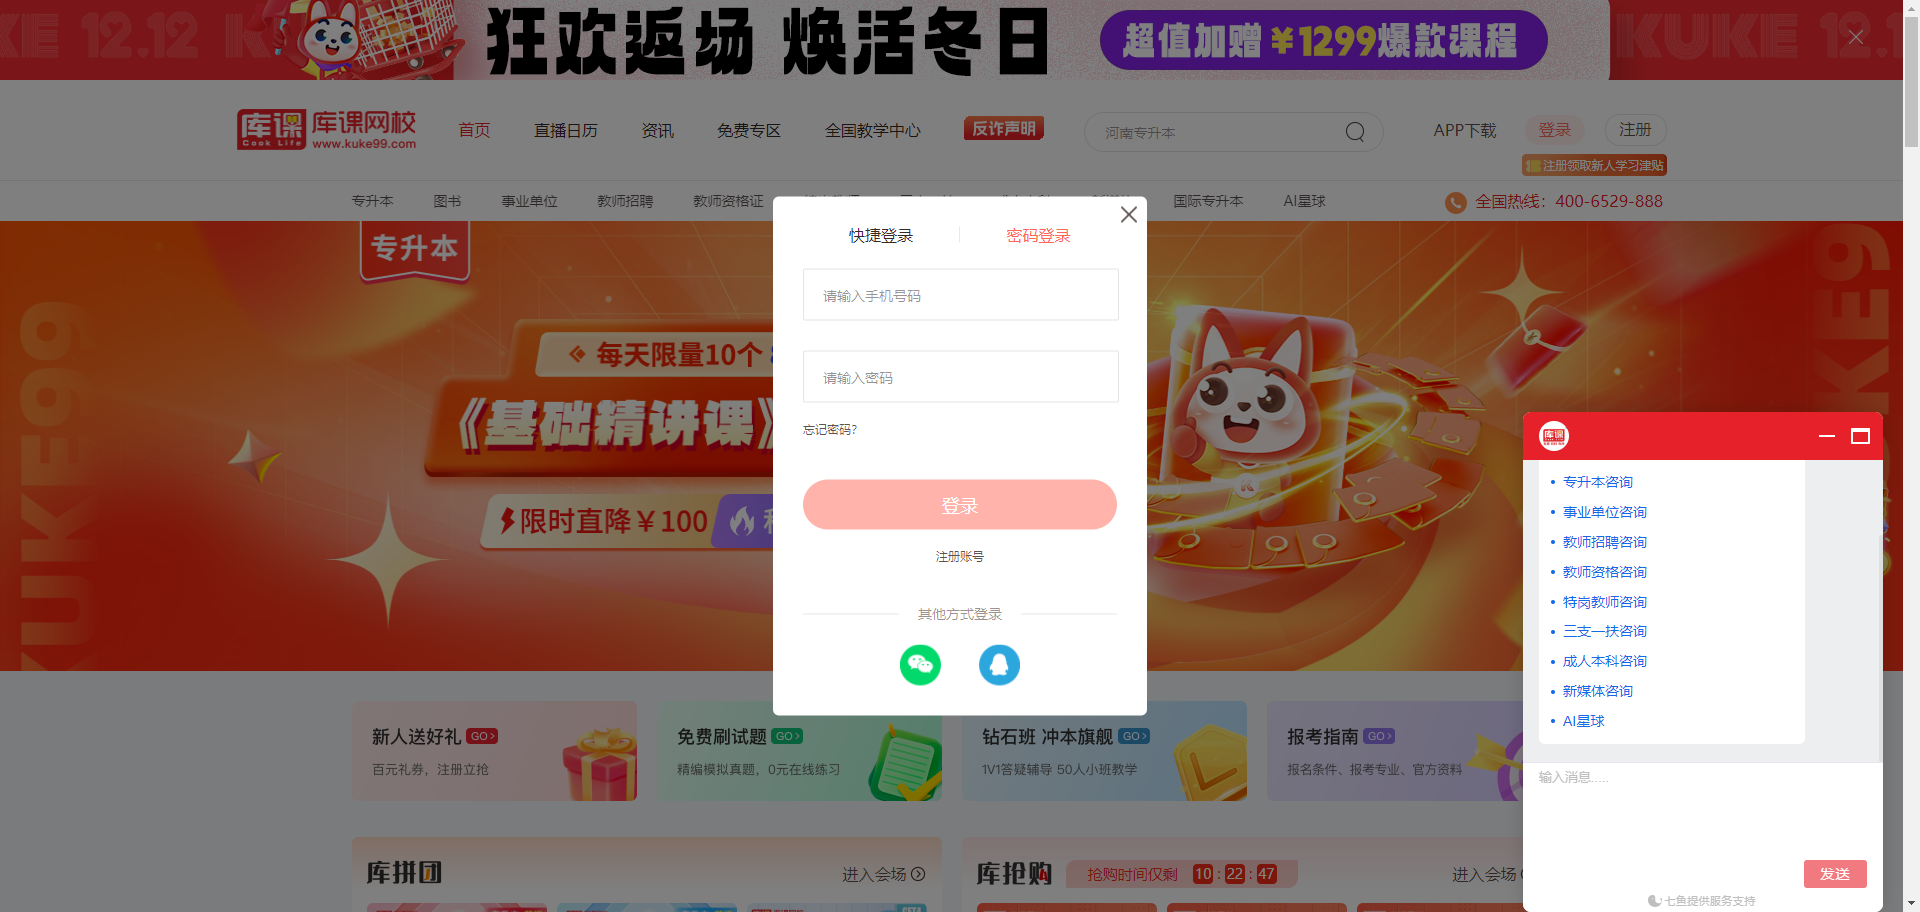 KE 12.12 K
狂欢返场 焕活冬日
超值加赠¥1299爆款课程
KUKE 12.1
库课 库课网校
Cook Life www.kuke99.com
首页 直播日历 资讯 免费专区 全国教学中心 反诈声明
河南专升本
APP下载 登录 注册
注册领取新人学习津贴
专升本 图书 事业单位 教师招聘 教师资格证 国际专升本 AI星球
全国热线：400-6529-888
专升本
每天限量10个
《基础精讲课》
限时直降¥100
KUKE99
快捷登录 密码登录
请输入手机号码
请输入密码
忘记密码？
登录
注册账号
其他方式登录
新人送好礼 GO>
百元礼券，注册立抢
免费刷试题 GO>
精编模拟真题，0元在线练习
钻石班 冲本旗舰 GO>
1V1答疑辅导 50人小班教学
报考指南 GO>
报名条件、报考专业、官方资料
库拼团
进入会场
库抢购
抢购时间仅剩 10 : 22 : 47
进入会场
库课
专升本咨询
事业单位咨询
教师招聘咨询
教师资格咨询
特岗教师咨询
三支一扶咨询
成人本科咨询
新媒体咨询
AI星球
输入消息.....
发送
七鱼提供服务支持